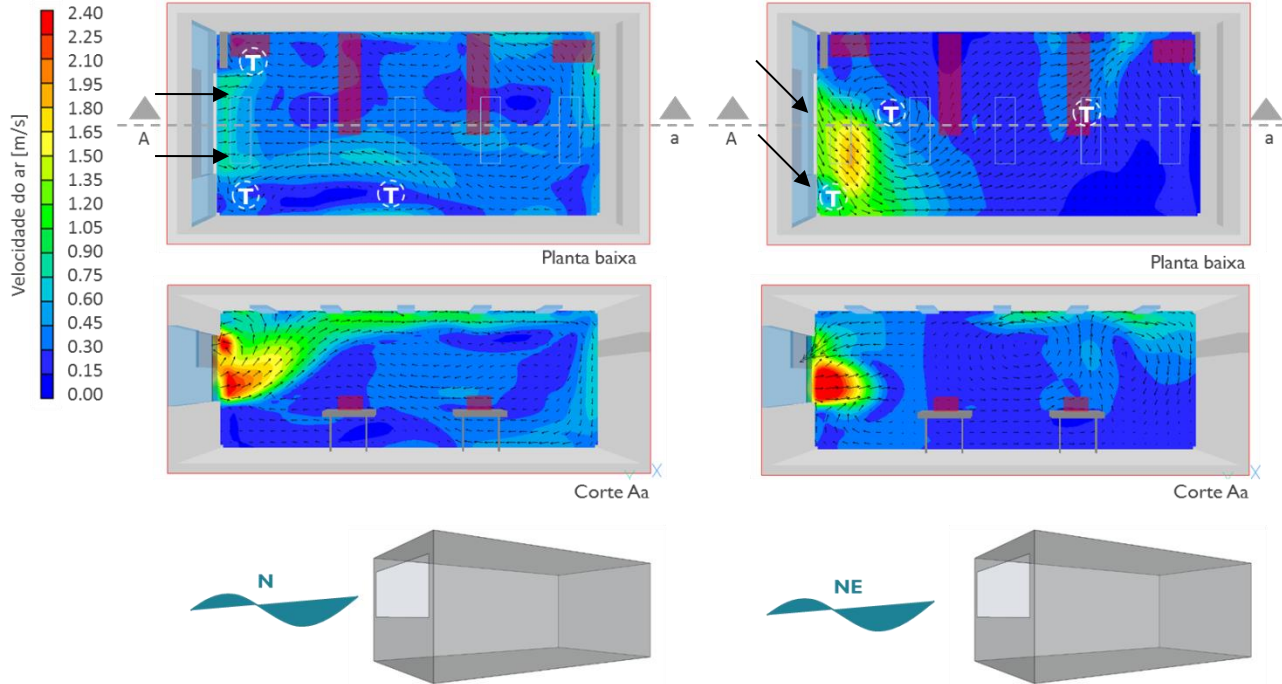 Velocidade do ar [m/s]
2.40
2.25
2.10
1.95
1.80
1.65
1.50
1.35
1.20
1.05
0.90
0.75
0.60
0.45
0.30
0.15
0.00
A
T
T
T
a
Planta baixa
A
T
T
T
a
Planta baixa
Y
X
Corte Aa
X
Corte Aa
N
NE